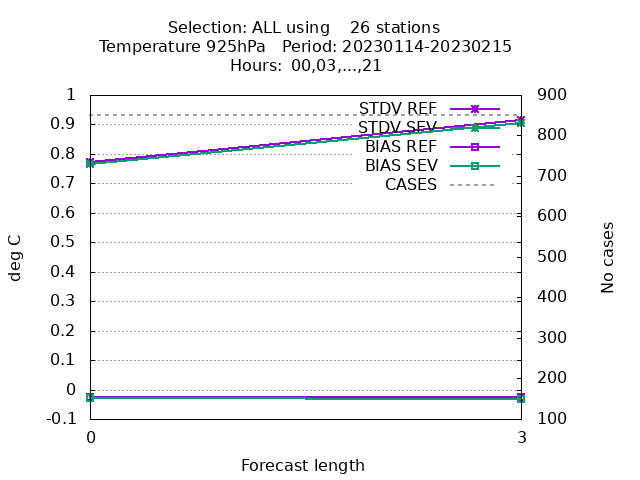 Selection: ALL using    26 stations
Temperature 925hPa   Period: 20230114-20230215
Hours:  00,03,...,21
1
0.9
0.8
0.7
0.6
0.5
0.4
0.3
0.2
0.1
0
-0.1
900
800
700
600
500
400
300
200
100
STDV REF
STDV SEV
BIAS REF
BIAS SEV
CASES
deg C
No cases
0
3
Forecast length